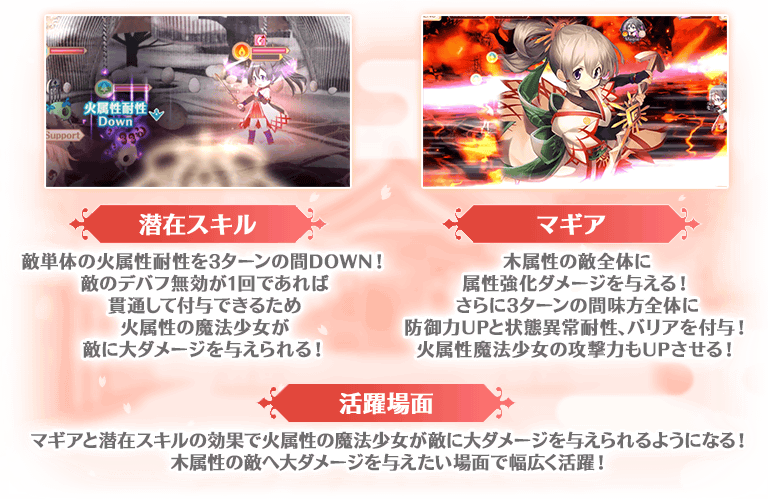 火属性耐性
Down
Support
Magia
潜在スキル
敵単体の火属性耐性を3ターンの間DOWN！
敵のデバフ無効が1回であれば
貫通して付与できるため
火属性の魔法少女が
敵に大ダメージを与えられる！
マギア
木属性の敵全体に
属性強化ダメージを与える！
さらに3ターンの間味方全体に
防御力UPと状態異常耐性、バリアを付与！
火属性魔法少女の攻撃力もUPさせる！
活躍場面
マギアと潜在スキルの効果で火属性の魔法少女が敵に大ダメージを与えられるようになる！
木属性の敵へ大ダメージを与えたい場面で幅広く活躍！